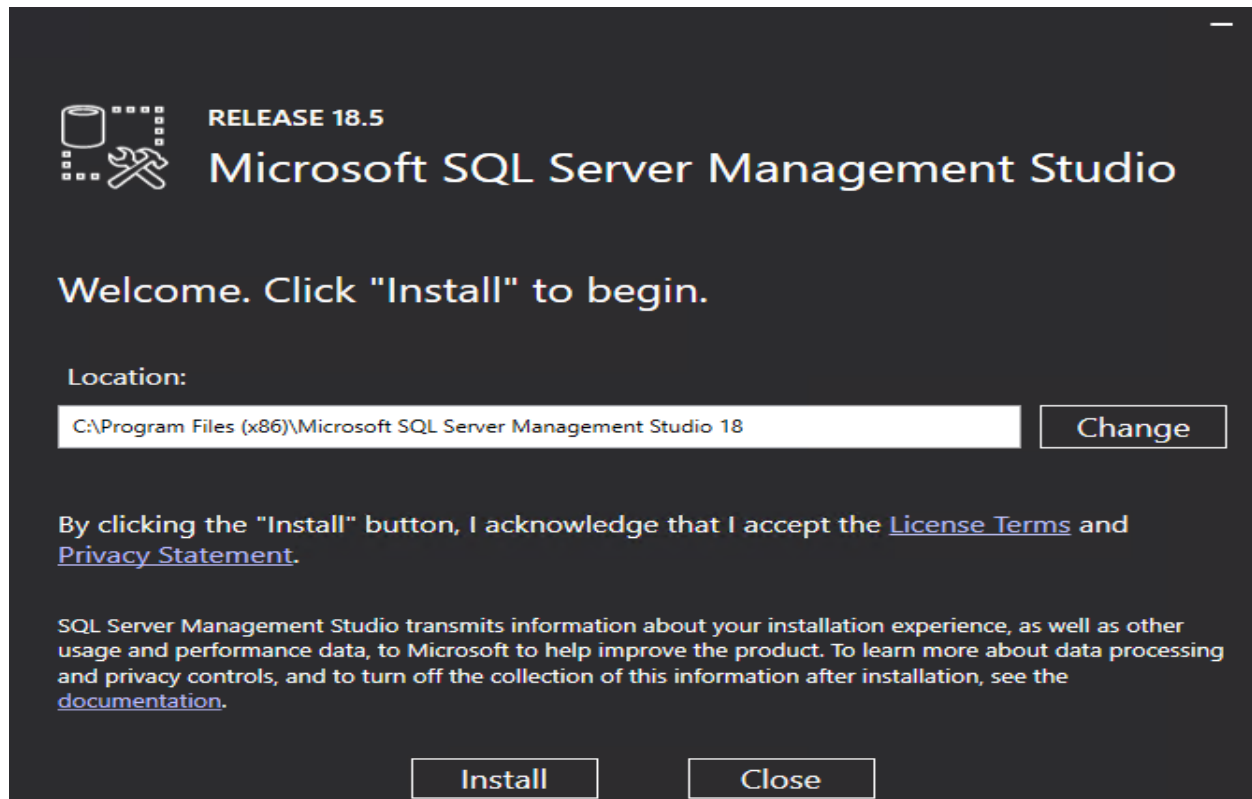 RELEASE 18.5
Microsoft SQL Server Management Studio
Welcome. Click "Install" to begin.
Location:
C:\Program Files (x86)\Microsoft SQL Server Management Studio 18
Change
By clicking the "Install" button, I acknowledge that I accept the License Terms and
Privacy Statement.
SQL Server Management Studio transmits information about your installation experience, as well as other
usage and performance data, to Microsoft to help improve the product. To learn more about data processing
and privacy controls, and to turn off the collection of this information after installation, see the
documentation.
Install
Close